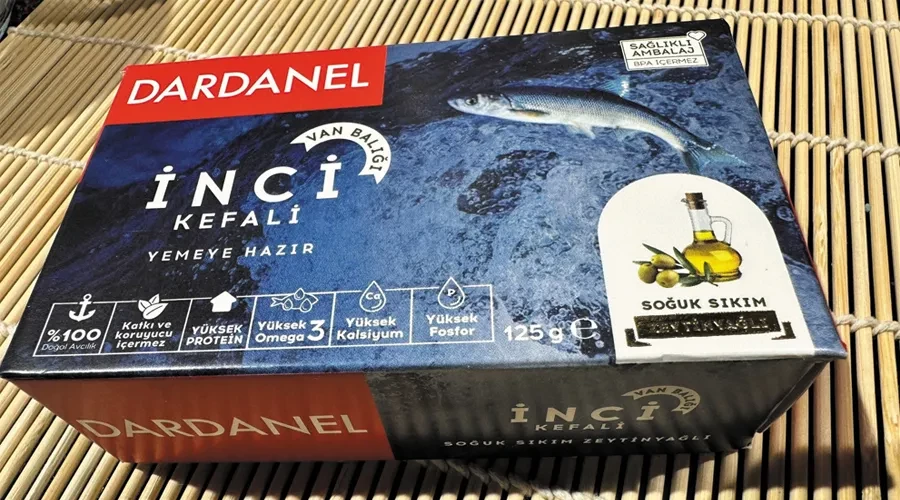 DARDANEL
SAĞLIKLI
AMBALAJ
BPA İÇERMEZ
VAN BALIĞI
İNCİ
KEFALİ
YEMEYE HAZIR
%100
Doğal Avcılık
Katkı ve
koruyucu
içermez
YÜKSEK
PROTEİN
Yüksek
Omega 3
Ca
Yüksek
Kalsiyum
P
Yüksek
Fosfor
125 g e
SOĞUK SIKIM
ZEYTİNYAĞLI
DARDANEL
VAN BALIĞI
İNCİ
KEFALİ
SOĞUK SIKIM ZEYTİNYAĞLI